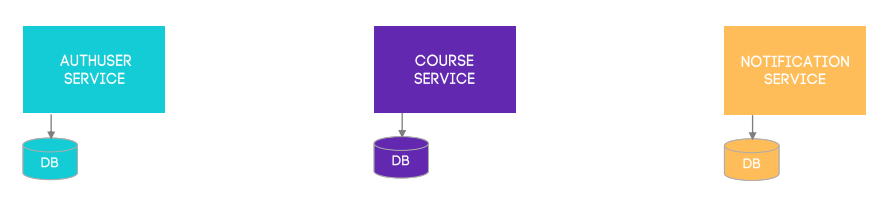 AUTHUSER
SERVICE
DB
COURSE
SERVICE
DB
NOTIFICATION
SERVICE
DB